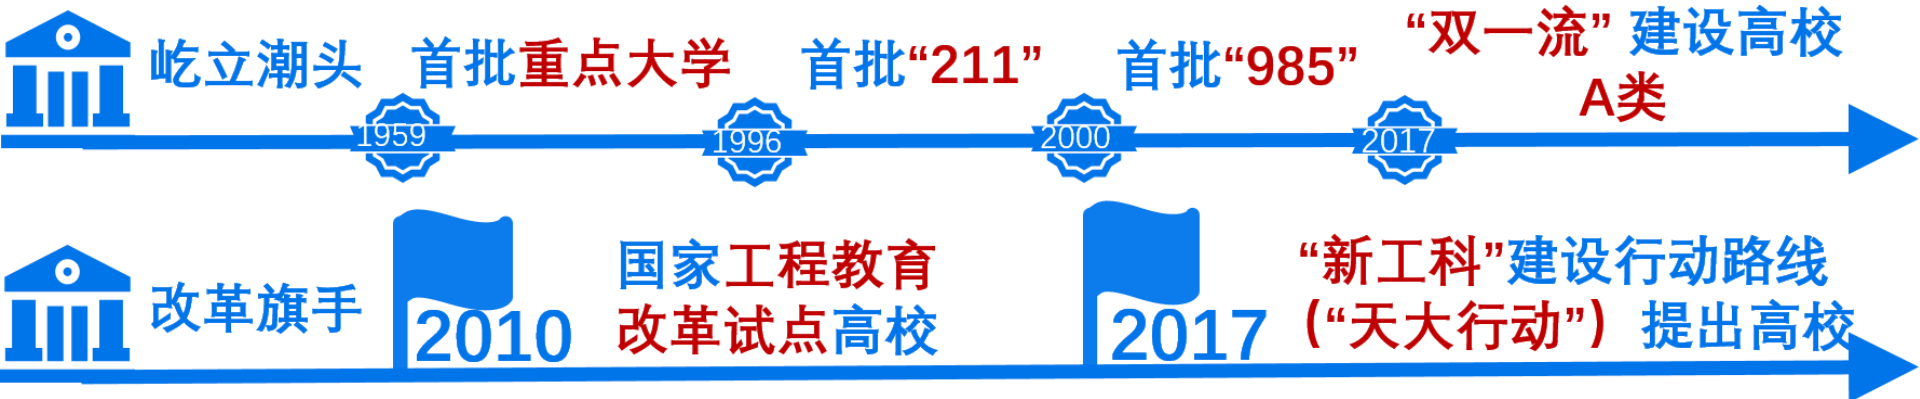 屹立潮头
首批重点大学
首批“211”
首批“985”
“双一流” 建设高校
A类
1959
1996
2000
2017
改革旗手
2010
国家工程教育
改革试点高校
2017
“新工科”建设行动路线
(“天大行动”) 提出高校